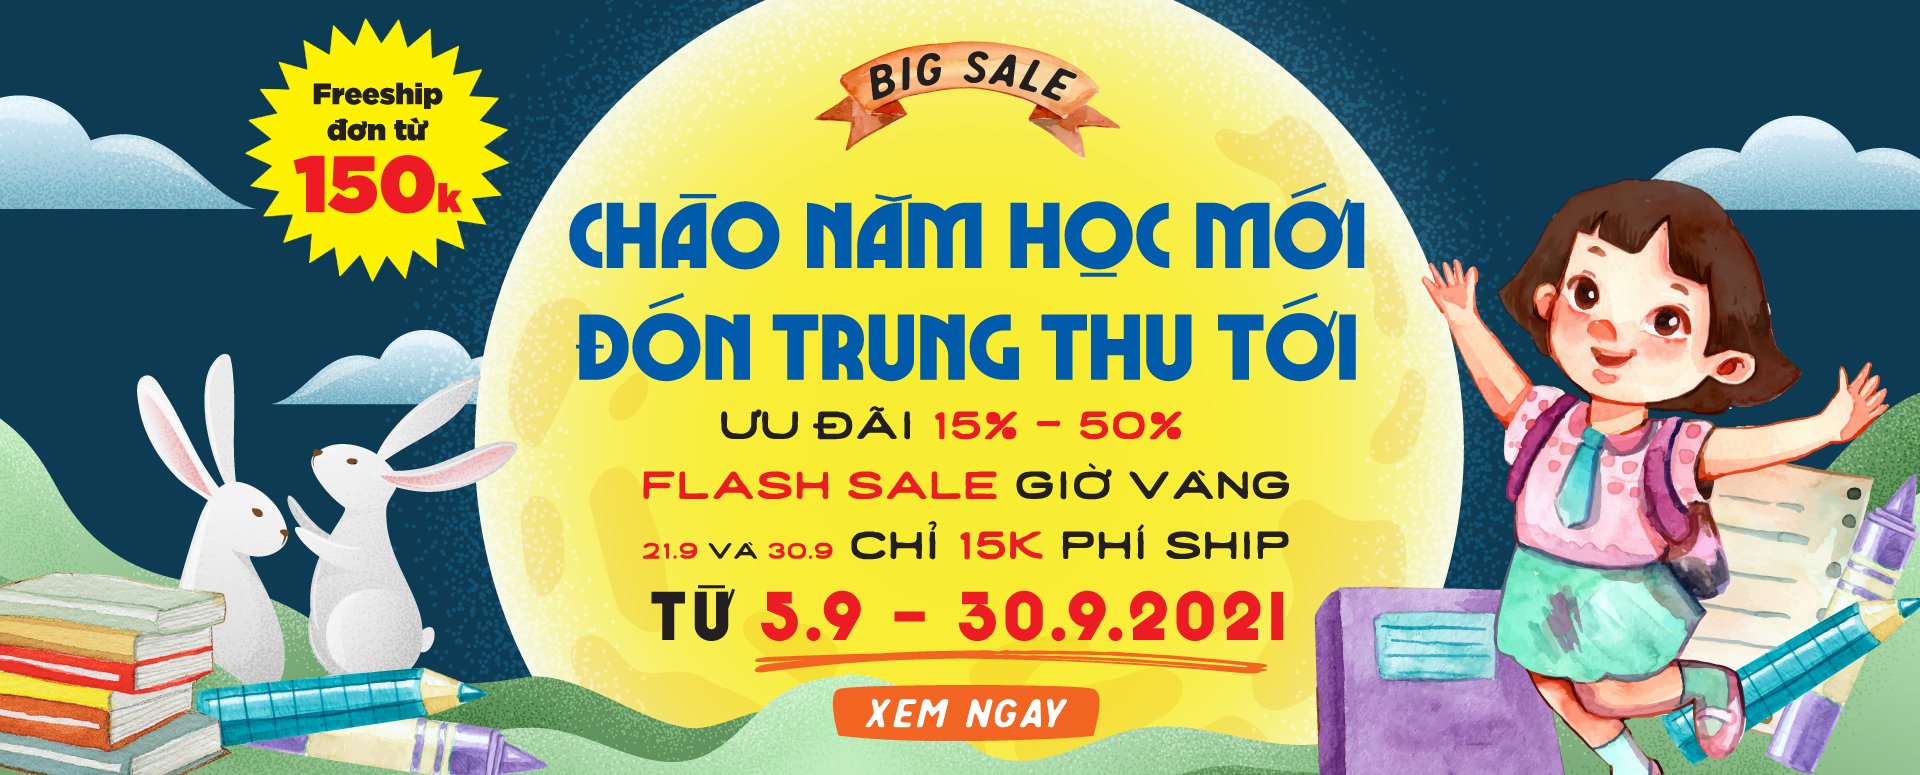 Freeship
đơn từ
150k
BIG SALE
CHÀO NĂM HỌC MỚI
ĐÓN TRUNG THU TỚI
ƯU ĐÃI 15% - 50%
FLASH SALE GIỜ VÀNG
21.9 VÀ 30.9 CHỈ 15K PHÍ SHIP
TỪ 5.9 - 30.9.2021
XEM NGAY